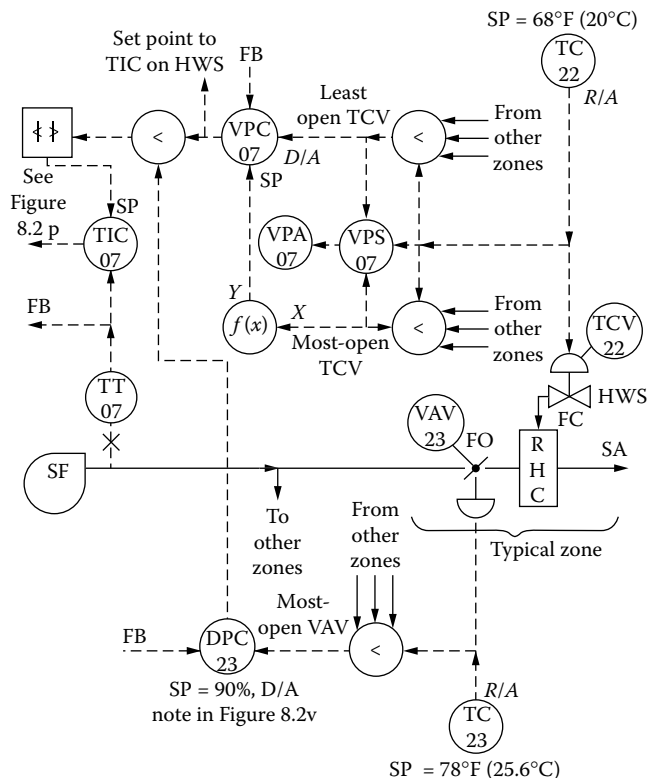 SP = 68°F (20°C)
TC
22
R/A
Set point to
TIC on HWS
FB
Least
open TCV
From
other
zones
<
VPC
07
D/A
SP
<
See
Figure
8.2 p
SP
TIC
07
VPA
07
VPS
07
Y
f(x)
X
Most-open
TCV
<
From
other
zones
FB
TT
07
TCV
22
HWS
FC
VAV
23
FO
R
H
C
SA
SF
To
other
zones
From
other
zones
Typical zone
Most-
open VAV
FB
DPC
23
<
SP = 90%, D/A
note in Figure 8.2v
R/A
TC
23
SP = 78°F (25.6°C)